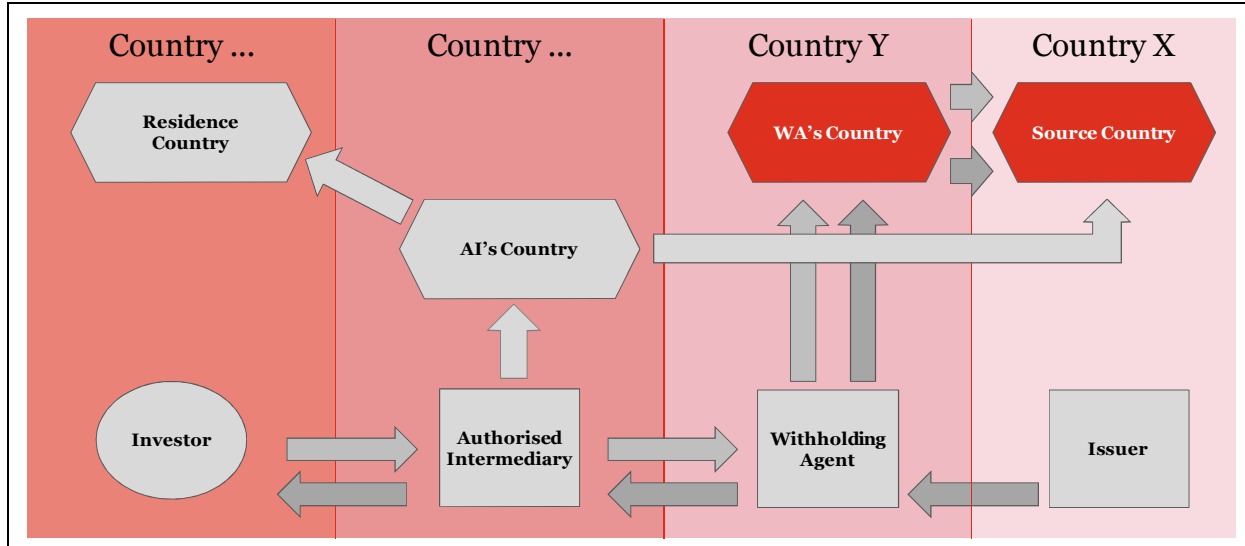 Country ...
Country ...
Country Y
Country X
Residence
Country
WA's Country
Source Country
AI's Country
Investor
Authorised
Intermediary
Withholding
Agent
Issuer